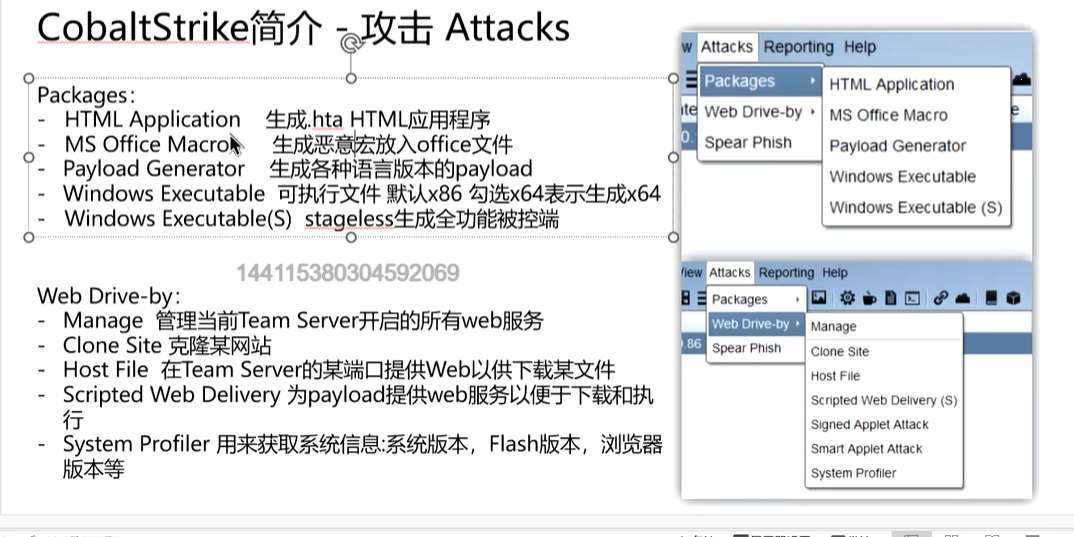 CobaltStrike简介 - 攻击 Attacks
Packages：
- HTML Application 生成.hta HTML应用程序
- MS Office Macro 生成恶意宏放入office文件
- Payload Generator 生成各种语言版本的payload
- Windows Executable 可执行文件 默认x86 勾选x64表示生成x64
- Windows Executable(S) stageless生成全功能被控端
144115380304592069
Web Drive-by：
- Manage 管理当前Team Server开启的所有web服务
- Clone Site 克隆某网站
- Host File 在Team Server的某端口提供Web以供下载某文件
- Scripted Web Delivery 为payload提供web服务以便于下载和执
行
- System Profiler 用来获取系统信息:系统版本，Flash版本，浏览器
版本等
w Attacks Reporting Help
Packages
Web Drive-by
Spear Phish
HTML Application
MS Office Macro
Payload Generator
Windows Executable
Windows Executable (S)
View Attacks Reporting Help
Packages
Web Drive-by
Spear Phish
.86
Manage
Clone Site
Host File
Scripted Web Delivery (S)
Signed Applet Attack
Smart Applet Attack
System Profiler